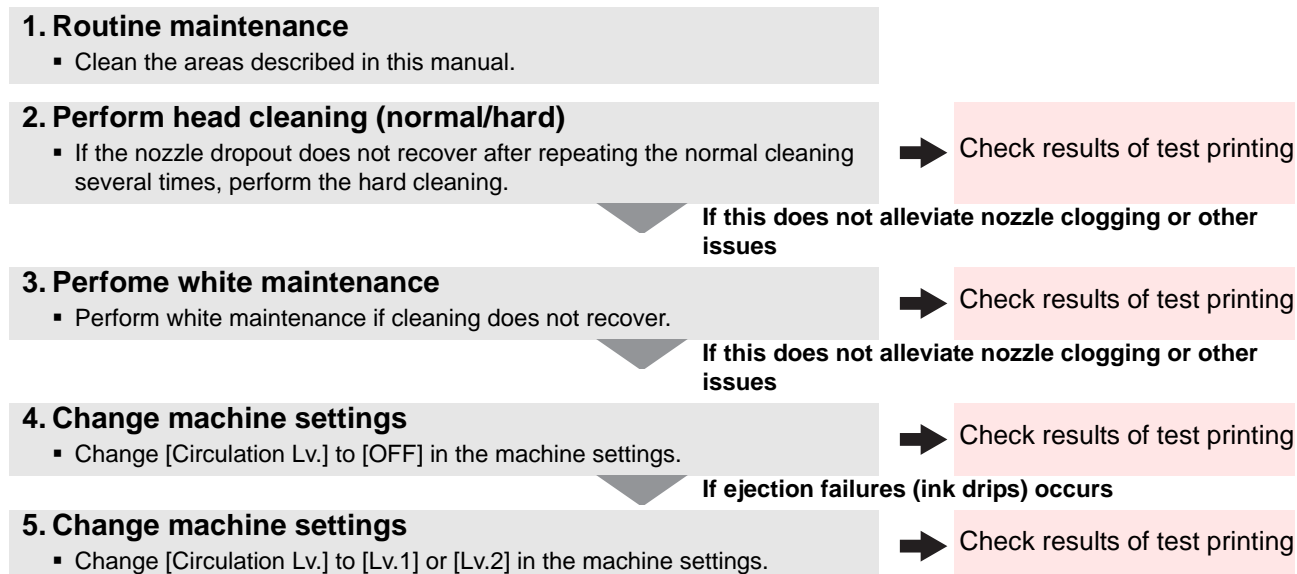 1. Routine maintenance
▪ Clean the areas described in this manual.
2. Perform head cleaning (normal/hard)
▪ If the nozzle dropout does not recover after repeating the normal cleaning
several times, perform the hard cleaning.
Check results of test printing
If this does not alleviate nozzle clogging or other
issues
3. Perfome white maintenance
▪ Perform white maintenance if cleaning does not recover.
Check results of test printing
If this does not alleviate nozzle clogging or other
issues
4. Change machine settings
▪ Change [Circulation Lv.] to [OFF] in the machine settings.
Check results of test printing
If ejection failures (ink drips) occurs
5. Change machine settings
▪ Change [Circulation Lv.] to [Lv.1] or [Lv.2] in the machine settings.
Check results of test printing